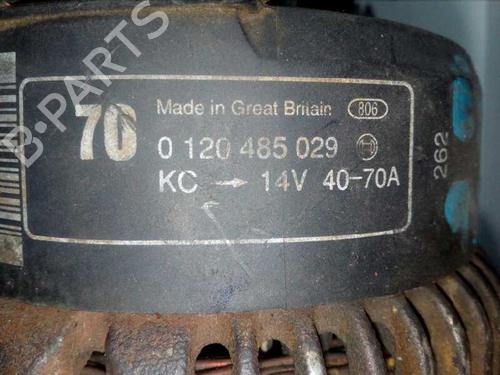 B-PARTS
70
Made in Great Britain 806
0 120 485 029
KC → 14V 40-70A
262